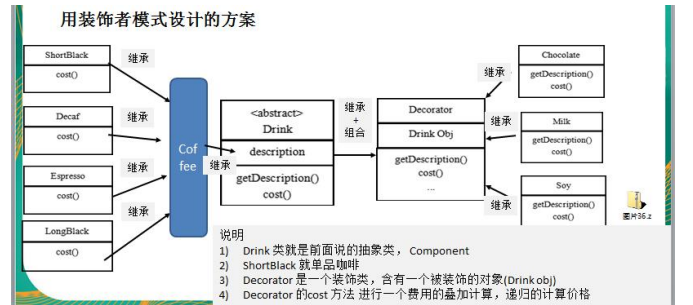 用装饰者模式设计的方案
ShortBlack
cost()
继承
Decaf
cost()
继承
Espresso
cost()
继承
LongBlack
cost()
继承
Cof
fee
继承
<abstract>
Drink
description
getDescription()
cost()
继承
+
组合
Decorator
Drink Obj
getDescription()
cost()
...
继承
Chocolate
getDescription()
cost()
继承
Milk
getDescription()
cost()
继承
Soy
getDescription()
cost()
图片36.z
说明
1) Drink 类就是前面说的抽象类，Component
2) ShortBlack 就单品咖啡
3) Decorator 是一个装饰类，含有一个被装饰的对象(Drink obj)
4) Decorator 的cost 方法 进行一个费用的叠加计算，递归的计算价格